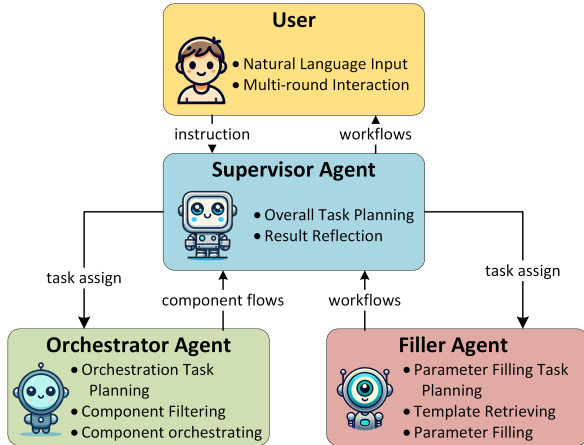 User
• Natural Language Input
• Multi-round Interaction
instruction
workflows
Supervisor Agent
• Overall Task Planning
• Result Reflection
task assign
component flows
workflows
task assign
Orchestrator Agent
• Orchestration Task
Planning
• Component Filtering
• Component orchestrating
Filler Agent
• Parameter Filling Task
Planning
• Template Retrieving
• Parameter Filling